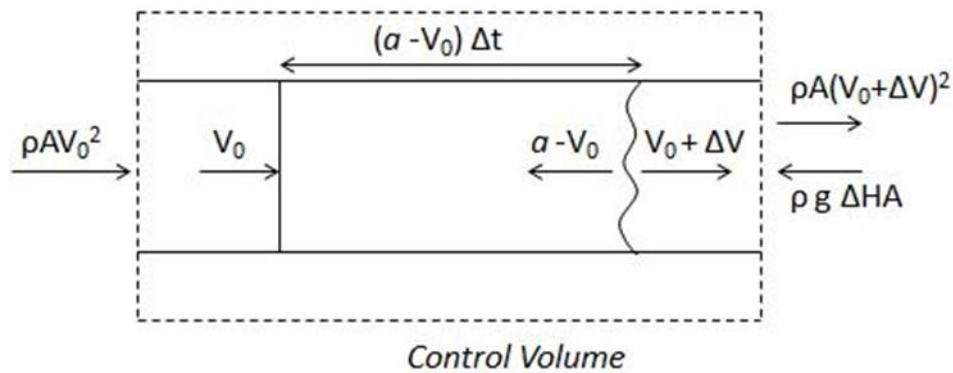 (a -V₀) Δt
ρA(V₀+ΔV)²
ρAV₀²
V₀
a -V₀
V₀ + ΔV
ρ g ΔHA
Control Volume